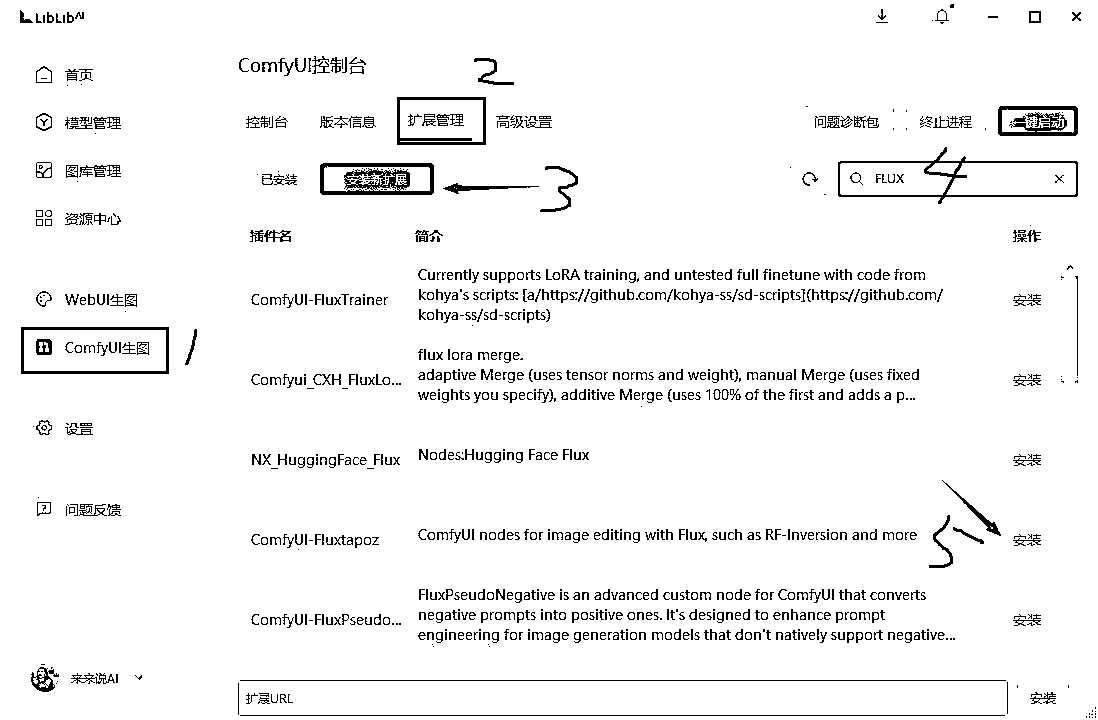 LibLibAI
ComfyUI控制台
2
首页
模型管理
图库管理
资源中心
WebUI生图
ComfyUI生图
1
设置
问题反馈
来来说AI
控制台
版本信息
扩展管理
高级设置
问题诊断包
终止进程
一键启动
已安装
安装新扩展
3
FLUX
4
插件名
简介
操作
ComfyUI-FluxTrainer
Currently supports LoRA training, and untested full finetune with code from
kohya's scripts: [a/https://github.com/kohya-ss/sd-scripts](https://github.com/
kohya-ss/sd-scripts)
安装
Comfyui_CXH_FluxLo...
flux lora merge.
adaptive Merge (uses tensor norms and weight), manual Merge (uses fixed
weights you specify), additive Merge (uses 100% of the first and adds a p...
安装
NX_HuggingFace_Flux
Nodes:Hugging Face Flux
安装
ComfyUI-Fluxtapoz
ComfyUI nodes for image editing with Flux, such as RF-Inversion and more
5
安装
ComfyUI-FluxPseudo...
FluxPseudoNegative is an advanced custom node for ComfyUI that converts
negative prompts into positive ones. It's designed to enhance prompt
engineering for image generation models that don't natively support negative...
安装
扩展URL
安装